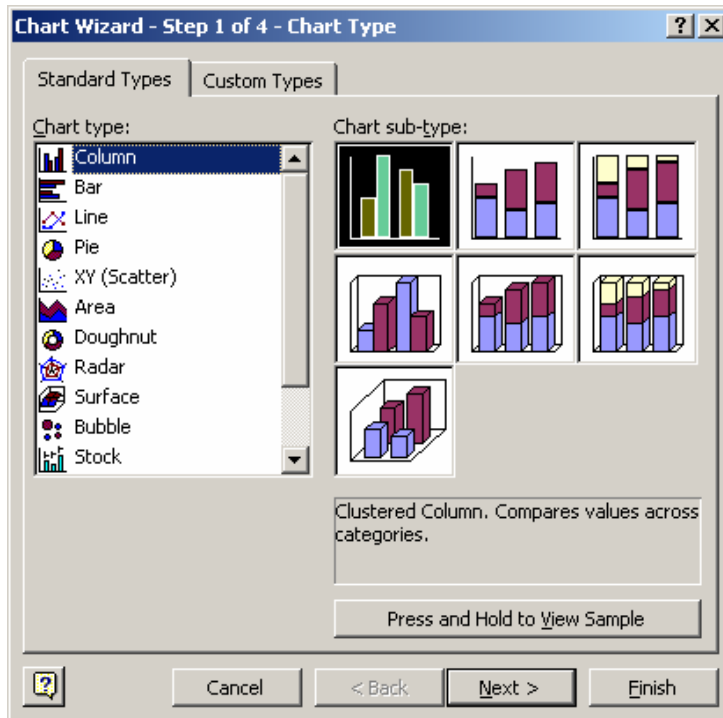 Chart Wizard - Step 1 of 4 - Chart Type
Standard Types
Custom Types
Chart type:
Column
Bar
Line
Pie
XY (Scatter)
Area
Doughnut
Radar
Surface
Bubble
Stock
Chart sub-type:
Clustered Column. Compares values across
categories.
Press and Hold to View Sample
Cancel
< Back
Next >
Finish